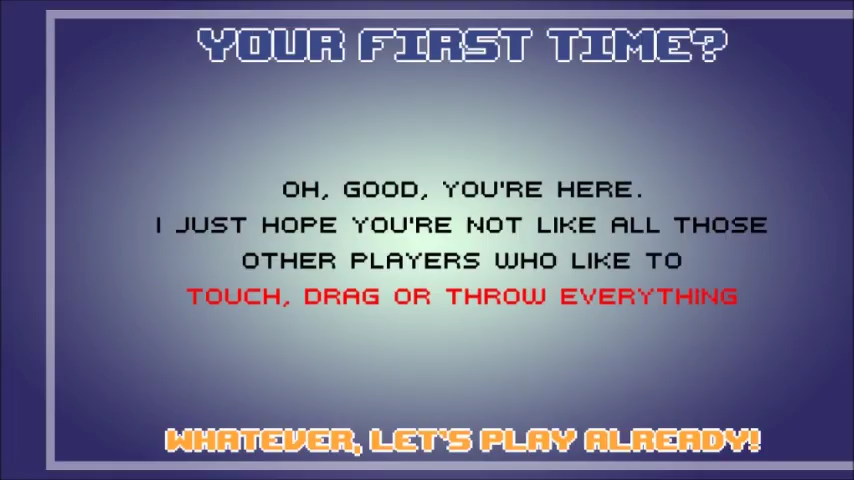 YOUR FIRST TIME?
OH, GOOD, YOU'RE HERE.
I JUST HOPE YOU'RE NOT LIKE ALL THOSE
OTHER PLAYERS WHO LIKE TO
TOUCH, DRAG OR THROW EVERYTHING
WHATEVER, LET'S PLAY ALREADY!